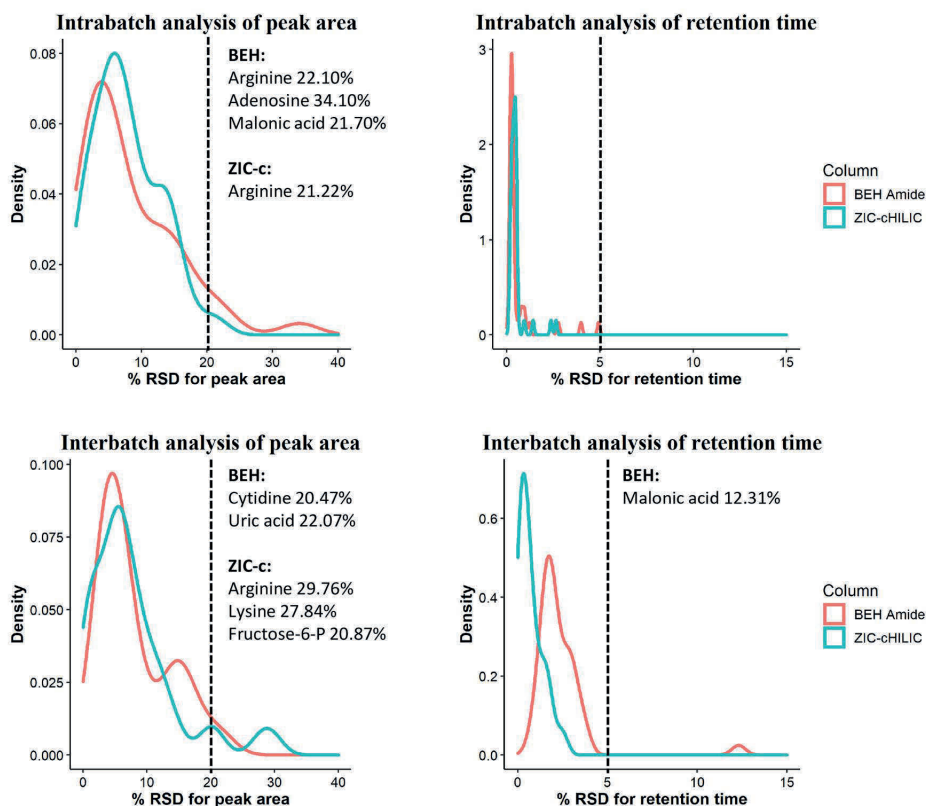 Intrabatch analysis of peak area
BEH:
Arginine 22.10%
Adenosine 34.10%
Malonic acid 21.70%
ZIC-c:
Arginine 21.22%
Density
0.08
0.06
0.04
0.02
0.00
0
10
20
30
40
% RSD for peak area
Intrabatch analysis of retention time
Density
3
2
1
0
0
5
10
15
% RSD for retention time
Column
BEH Amide
ZIC-cHILIC
Interbatch analysis of peak area
BEH:
Cytidine 20.47%
Uric acid 22.07%
ZIC-c:
Arginine 29.76%
Lysine 27.84%
Fructose-6-P 20.87%
Density
0.100
0.075
0.050
0.025
0.000
0
10
20
30
40
% RSD for peak area
Interbatch analysis of retention time
BEH:
Malonic acid 12.31%
Density
0.6
0.4
0.2
0.0
0
5
10
15
% RSD for retention time
Column
BEH Amide
ZIC-cHILIC